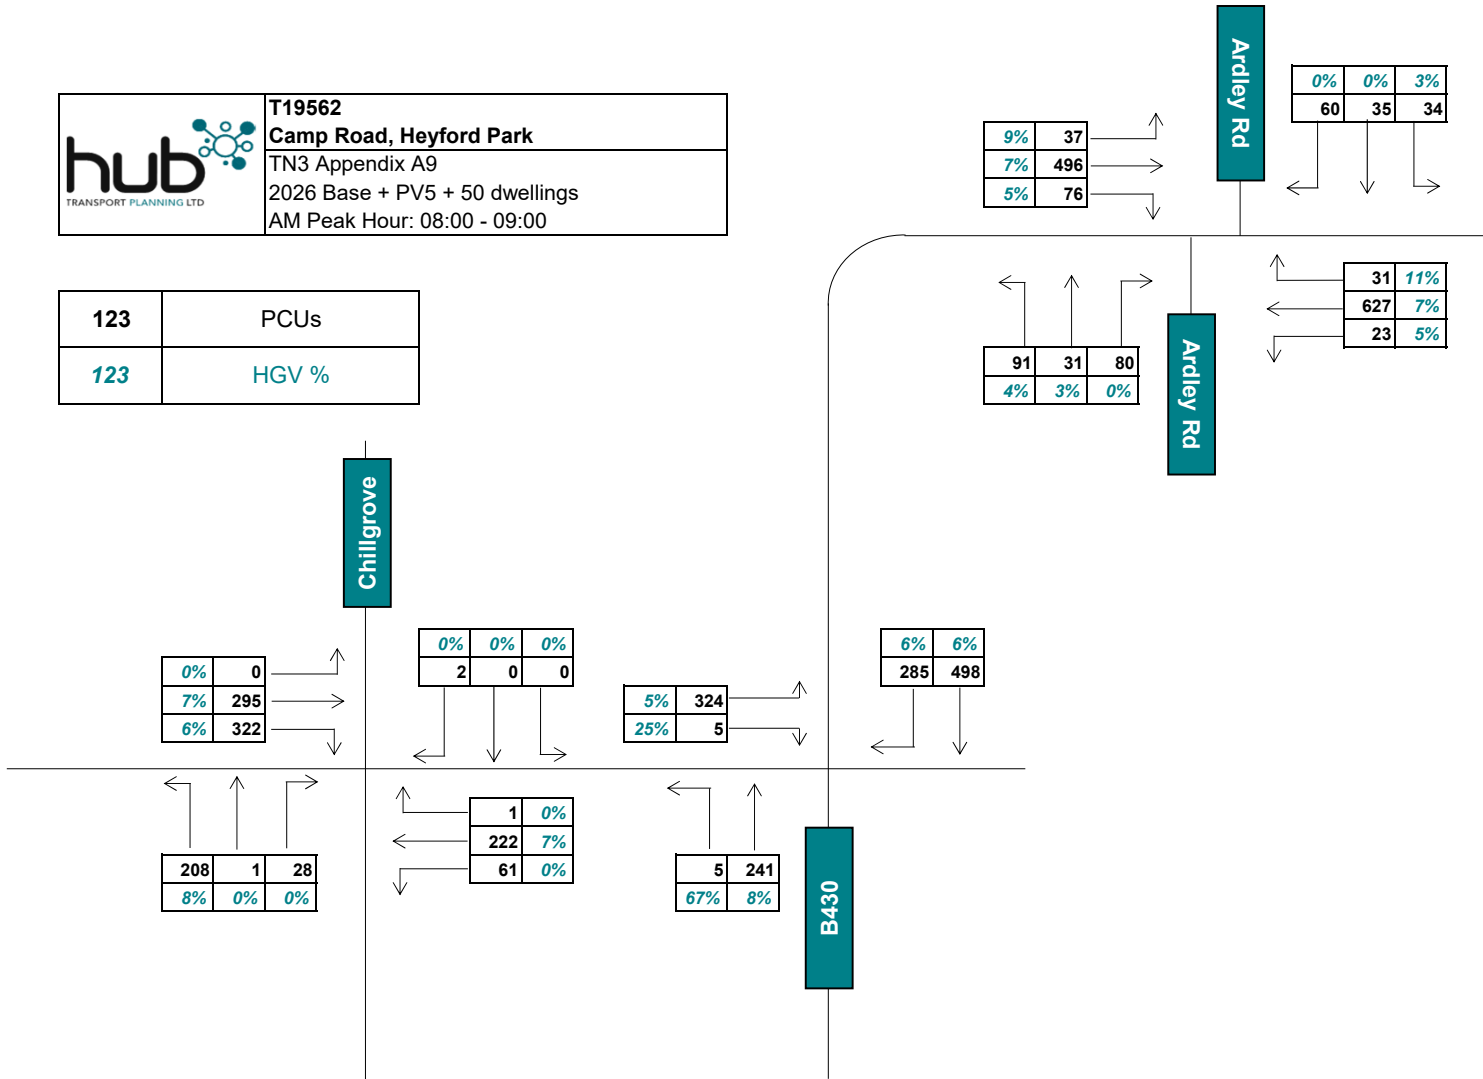 hub
TRANSPORT PLANNING LTD
T19562
Camp Road, Heyford Park
TN3 Appendix A9
2026 Base + PV5 + 50 dwellings
AM Peak Hour: 08:00 - 09:00
123 PCUs
123 HGV %
Ardley Rd
0% 0% 3%
60 35 34
9% 37
7% 496
5% 76
31 11%
627 7%
23 5%
91 31 80
4% 3% 0%
Ardley Rd
Chillgrove
0% 0
7% 295
6% 322
0% 0% 0%
2 0 0
5% 324
25% 5
6% 6%
285 498
208 1 28
8% 0% 0%
1 0%
222 7%
61 0%
5 241
67% 8%
B430